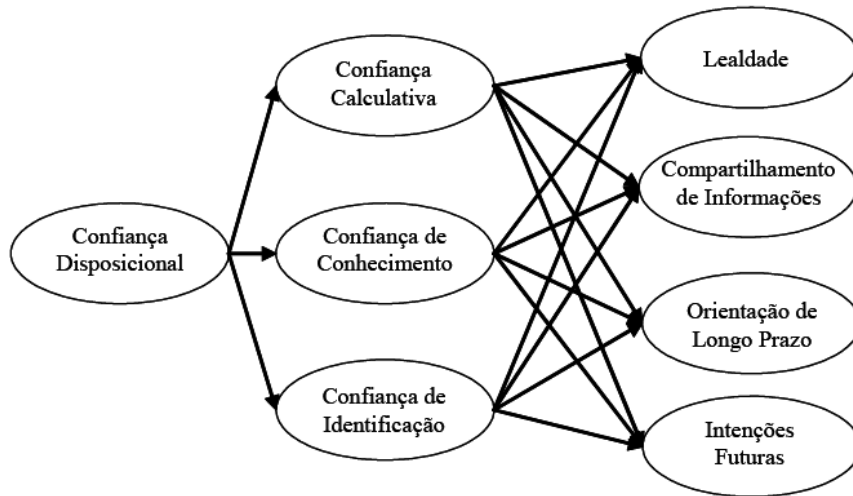 Confiança
Disposicional
Confiança
Calculativa
Confiança de
Conhecimento
Confiança de
Identificação
Lealdade
Compartilhamento
de Informações
Orientação de
Longo Prazo
Intenções
Futuras